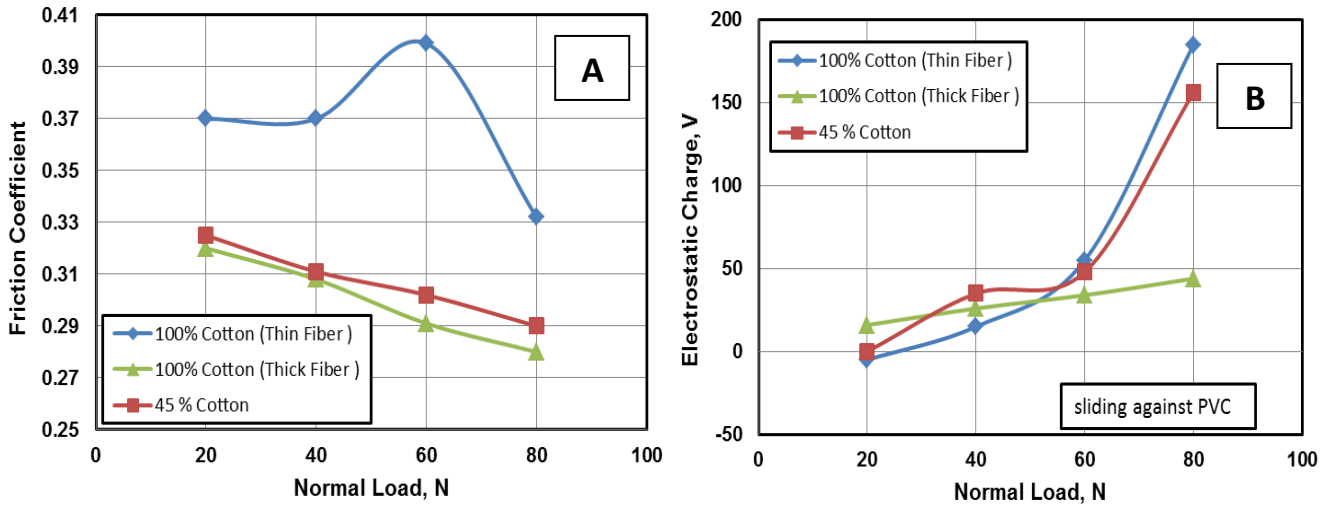 0.41
0.39
0.37
0.35
0.33
0.31
0.29
0.27
0.25
Friction Coefficient
A
100% Cotton (Thin Fiber )
100% Cotton (Thick Fiber )
45 % Cotton
0 20 40 60 80 100
Normal Load, N
200
150
100
50
0
-50
Electrostatic Charge, V
100% Cotton (Thin Fiber )
100% Cotton (Thick Fiber )
45 % Cotton
B
sliding against PVC
0 20 40 60 80 100
Normal Load, N